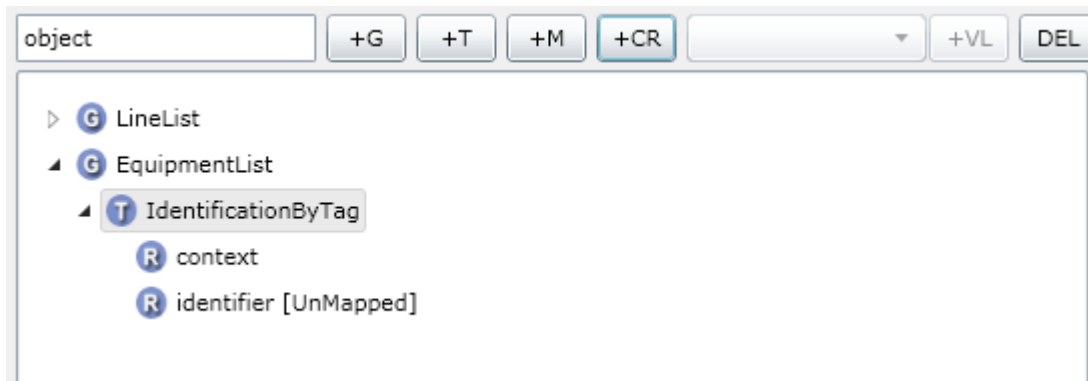 object +G +T +M +CR +VL DEL
G LineList
G EquipmentList
T IdentificationByTag
R context
R identifier [UnMapped]